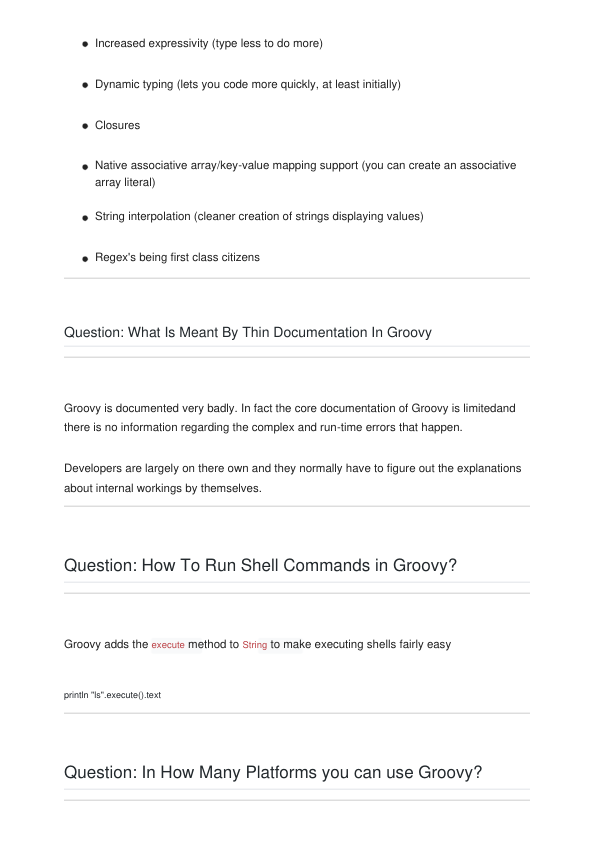 Increased expressivity (type less to do more)
Dynamic typing (lets you code more quickly, at least initially)
Closures
Native associative array/key-value mapping support (you can create an associative
array literal)
String interpolation (cleaner creation of strings displaying values)
Regex's being first class citizens
Question: What Is Meant By Thin Documentation In Groovy
Groovy is documented very badly. In fact the core documentation of Groovy is limitedand
there is no information regarding the complex and run-time errors that happen.
Developers are largely on there own and they normally have to figure out the explanations
about internal workings by themselves.
Question: How To Run Shell Commands in Groovy?
Groovy adds the execute method to String to make executing shells fairly easy
println "ls".execute().text
Question: In How Many Platforms you can use Groovy?